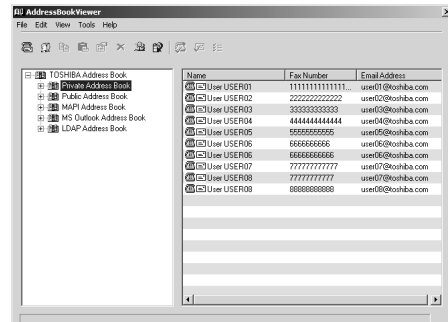 AddressBookViewer
File Edit View Tools Help
TOSHIBA Address Book
Private Address Book
Public Address Book
MAPI Address Book
MS Outlook Address Book
LDAP Address Book
Name Fax Number Email Address
User USER01 11111111111111... user01@toshiba.com
User USER02 2222222222222 user02@toshiba.com
User USER03 333333333333 user03@toshiba.com
User USER04 4444444444444 user04@toshiba.com
User USER05 55555555555 user05@toshiba.com
User USER06 6666666666 user06@toshiba.com
User USER06 66666666666 user06@toshiba.com
User USER07 777777777777 user07@toshiba.com
User USER08 77777777777 user08@toshiba.com
User USER08 88888888888 user08@toshiba.com